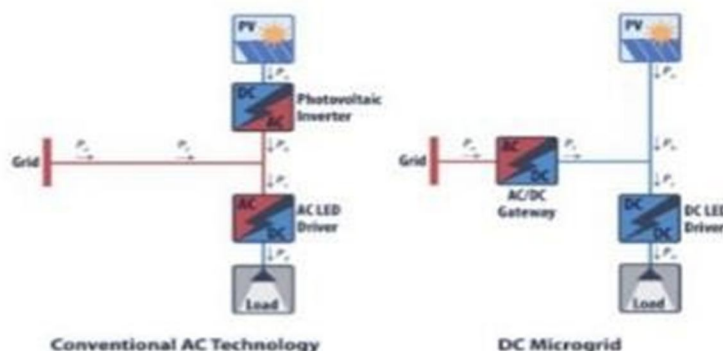 PV
DC
AC
Photovoltaic
Inverter
Grid
AC
DC
AC LED
Driver
Load
Conventional AC Technology
PV
Grid
AC
DC
AC/DC
Gateway
DC
DC
DC LED
Driver
Load
DC Microgrid